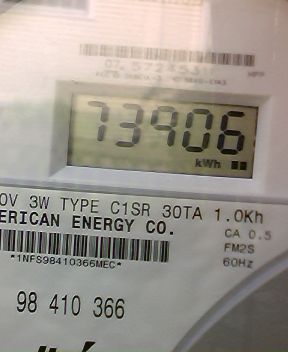 73906
kWh
0V 3W TYPE C1SR 30TA 1.0Kh
ERICAN ENERGY CO.
CA 0.5
FM2S
*1NFS98410366MEC*
60Hz
98 410 366